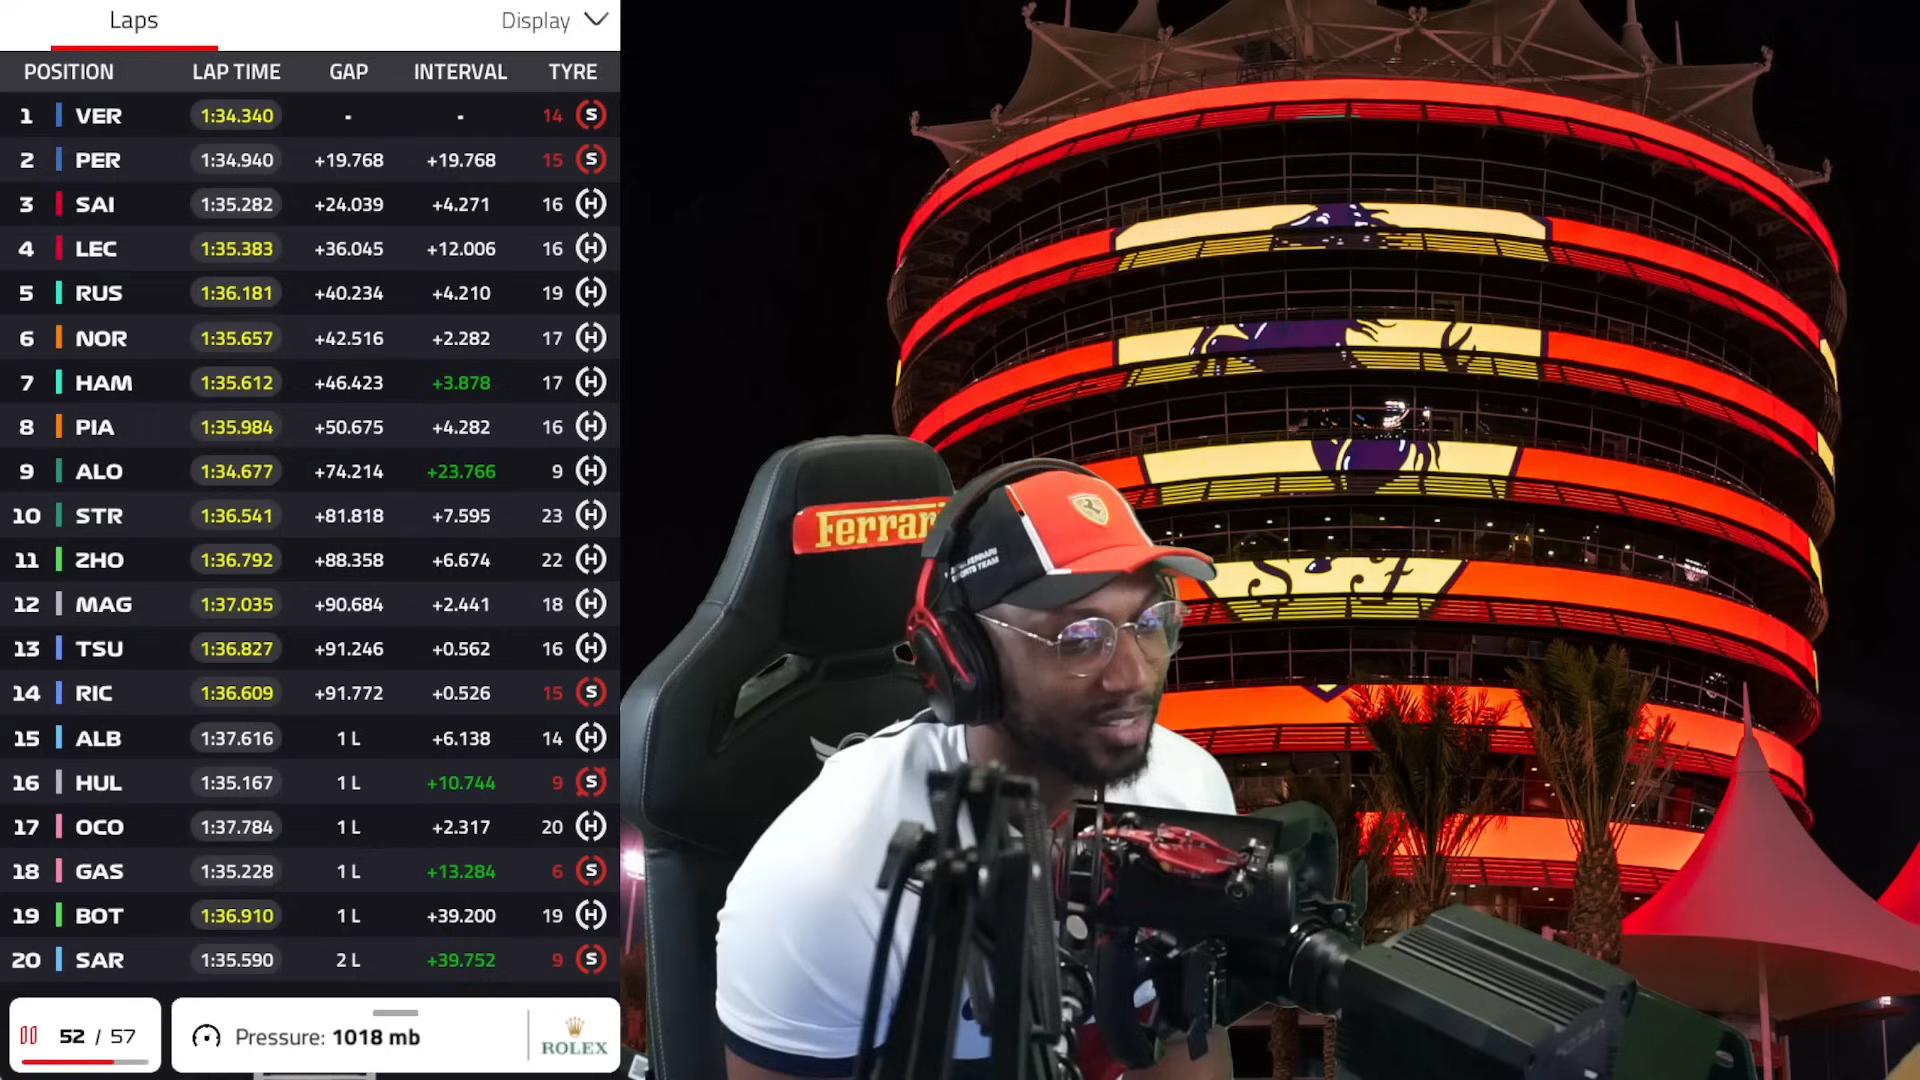 Laps Display
POSITION LAP TIME GAP INTERVAL TYRE
1 VER 1:34.340 - - 14 S
2 PER 1:34.940 +19.768 +19.768 15 S
3 SAI 1:35.282 +24.039 +4.271 16 H
4 LEC 1:35.383 +36.045 +12.006 16 H
5 RUS 1:36.181 +40.234 +4.210 19 H
6 NOR 1:35.657 +42.516 +2.282 17 H
7 HAM 1:35.612 +46.423 +3.878 17 H
8 PIA 1:35.984 +50.675 +4.282 16 H
9 ALO 1:34.677 +74.214 +23.766 9 H
10 STR 1:36.541 +81.818 +7.595 23 H
11 ZHO 1:36.792 +88.358 +6.674 22 H
12 MAG 1:37.035 +90.684 +2.441 18 H
13 TSU 1:36.827 +91.246 +0.562 16 H
14 RIC 1:36.609 +91.772 +0.526 15 S
15 ALB 1:37.616 1 L +6.138 14 H
16 HUL 1:35.167 1 L +10.744 9 S
17 OCO 1:37.784 1 L +2.317 20 H
18 GAS 1:35.228 1 L +13.284 6 S
19 BOT 1:36.910 1 L +39.200 19 H
20 SAR 1:35.590 2 L +39.752 9 S
52 / 57 Pressure: 1018 mb ROLEX
Ferrari